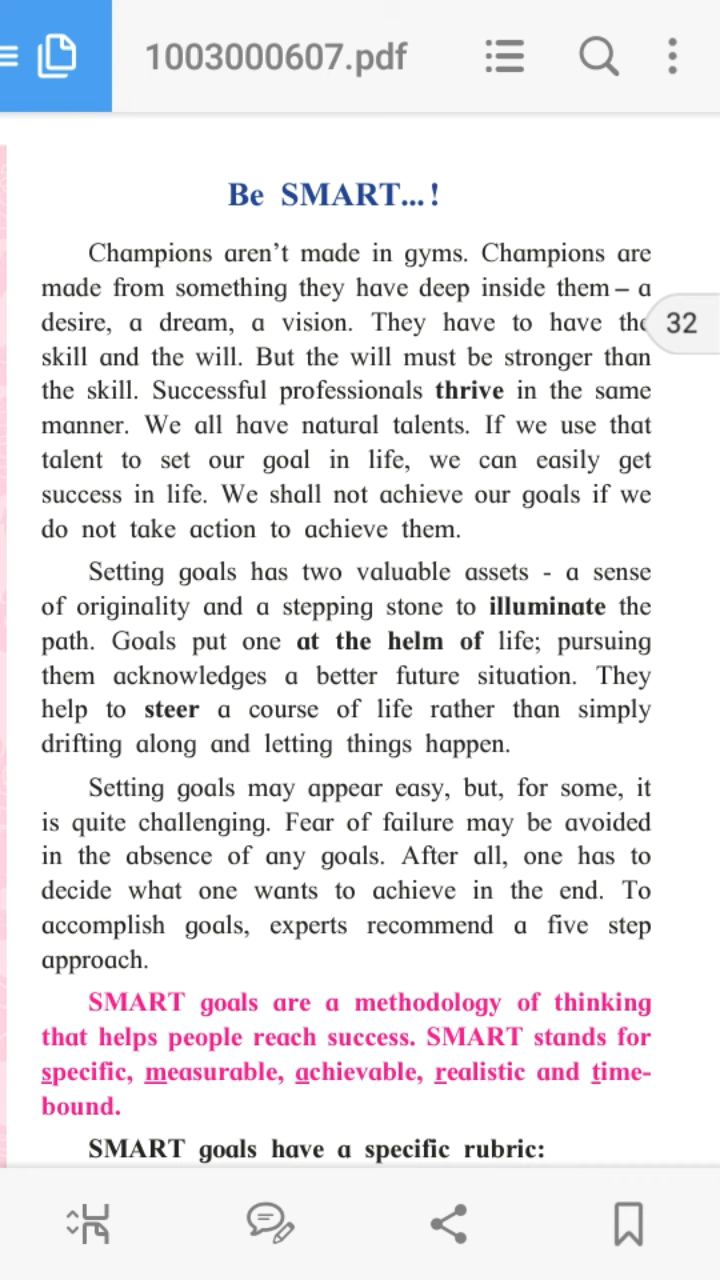 1003000607.pdf
Be SMART...!
Champions aren't made in gyms. Champions are
made from something they have deep inside them – a
desire, a dream, a vision. They have to have the
32
skill and the will. But the will must be stronger than
the skill. Successful professionals thrive in the same
manner. We all have natural talents. If we use that
talent to set our goal in life, we can easily get
success in life. We shall not achieve our goals if we
do not take action to achieve them.
Setting goals has two valuable assets - a sense
of originality and a stepping stone to illuminate the
path. Goals put one at the helm of life; pursuing
them acknowledges a better future situation. They
help to steer a course of life rather than simply
drifting along and letting things happen.
Setting goals may appear easy, but, for some, it
is quite challenging. Fear of failure may be avoided
in the absence of any goals. After all, one has to
decide what one wants to achieve in the end. To
accomplish goals, experts recommend a five step
approach.
SMART goals are a methodology of thinking
that helps people reach success. SMART stands for
specific, measurable, achievable, realistic and time-
bound.
SMART goals have a specific rubric: